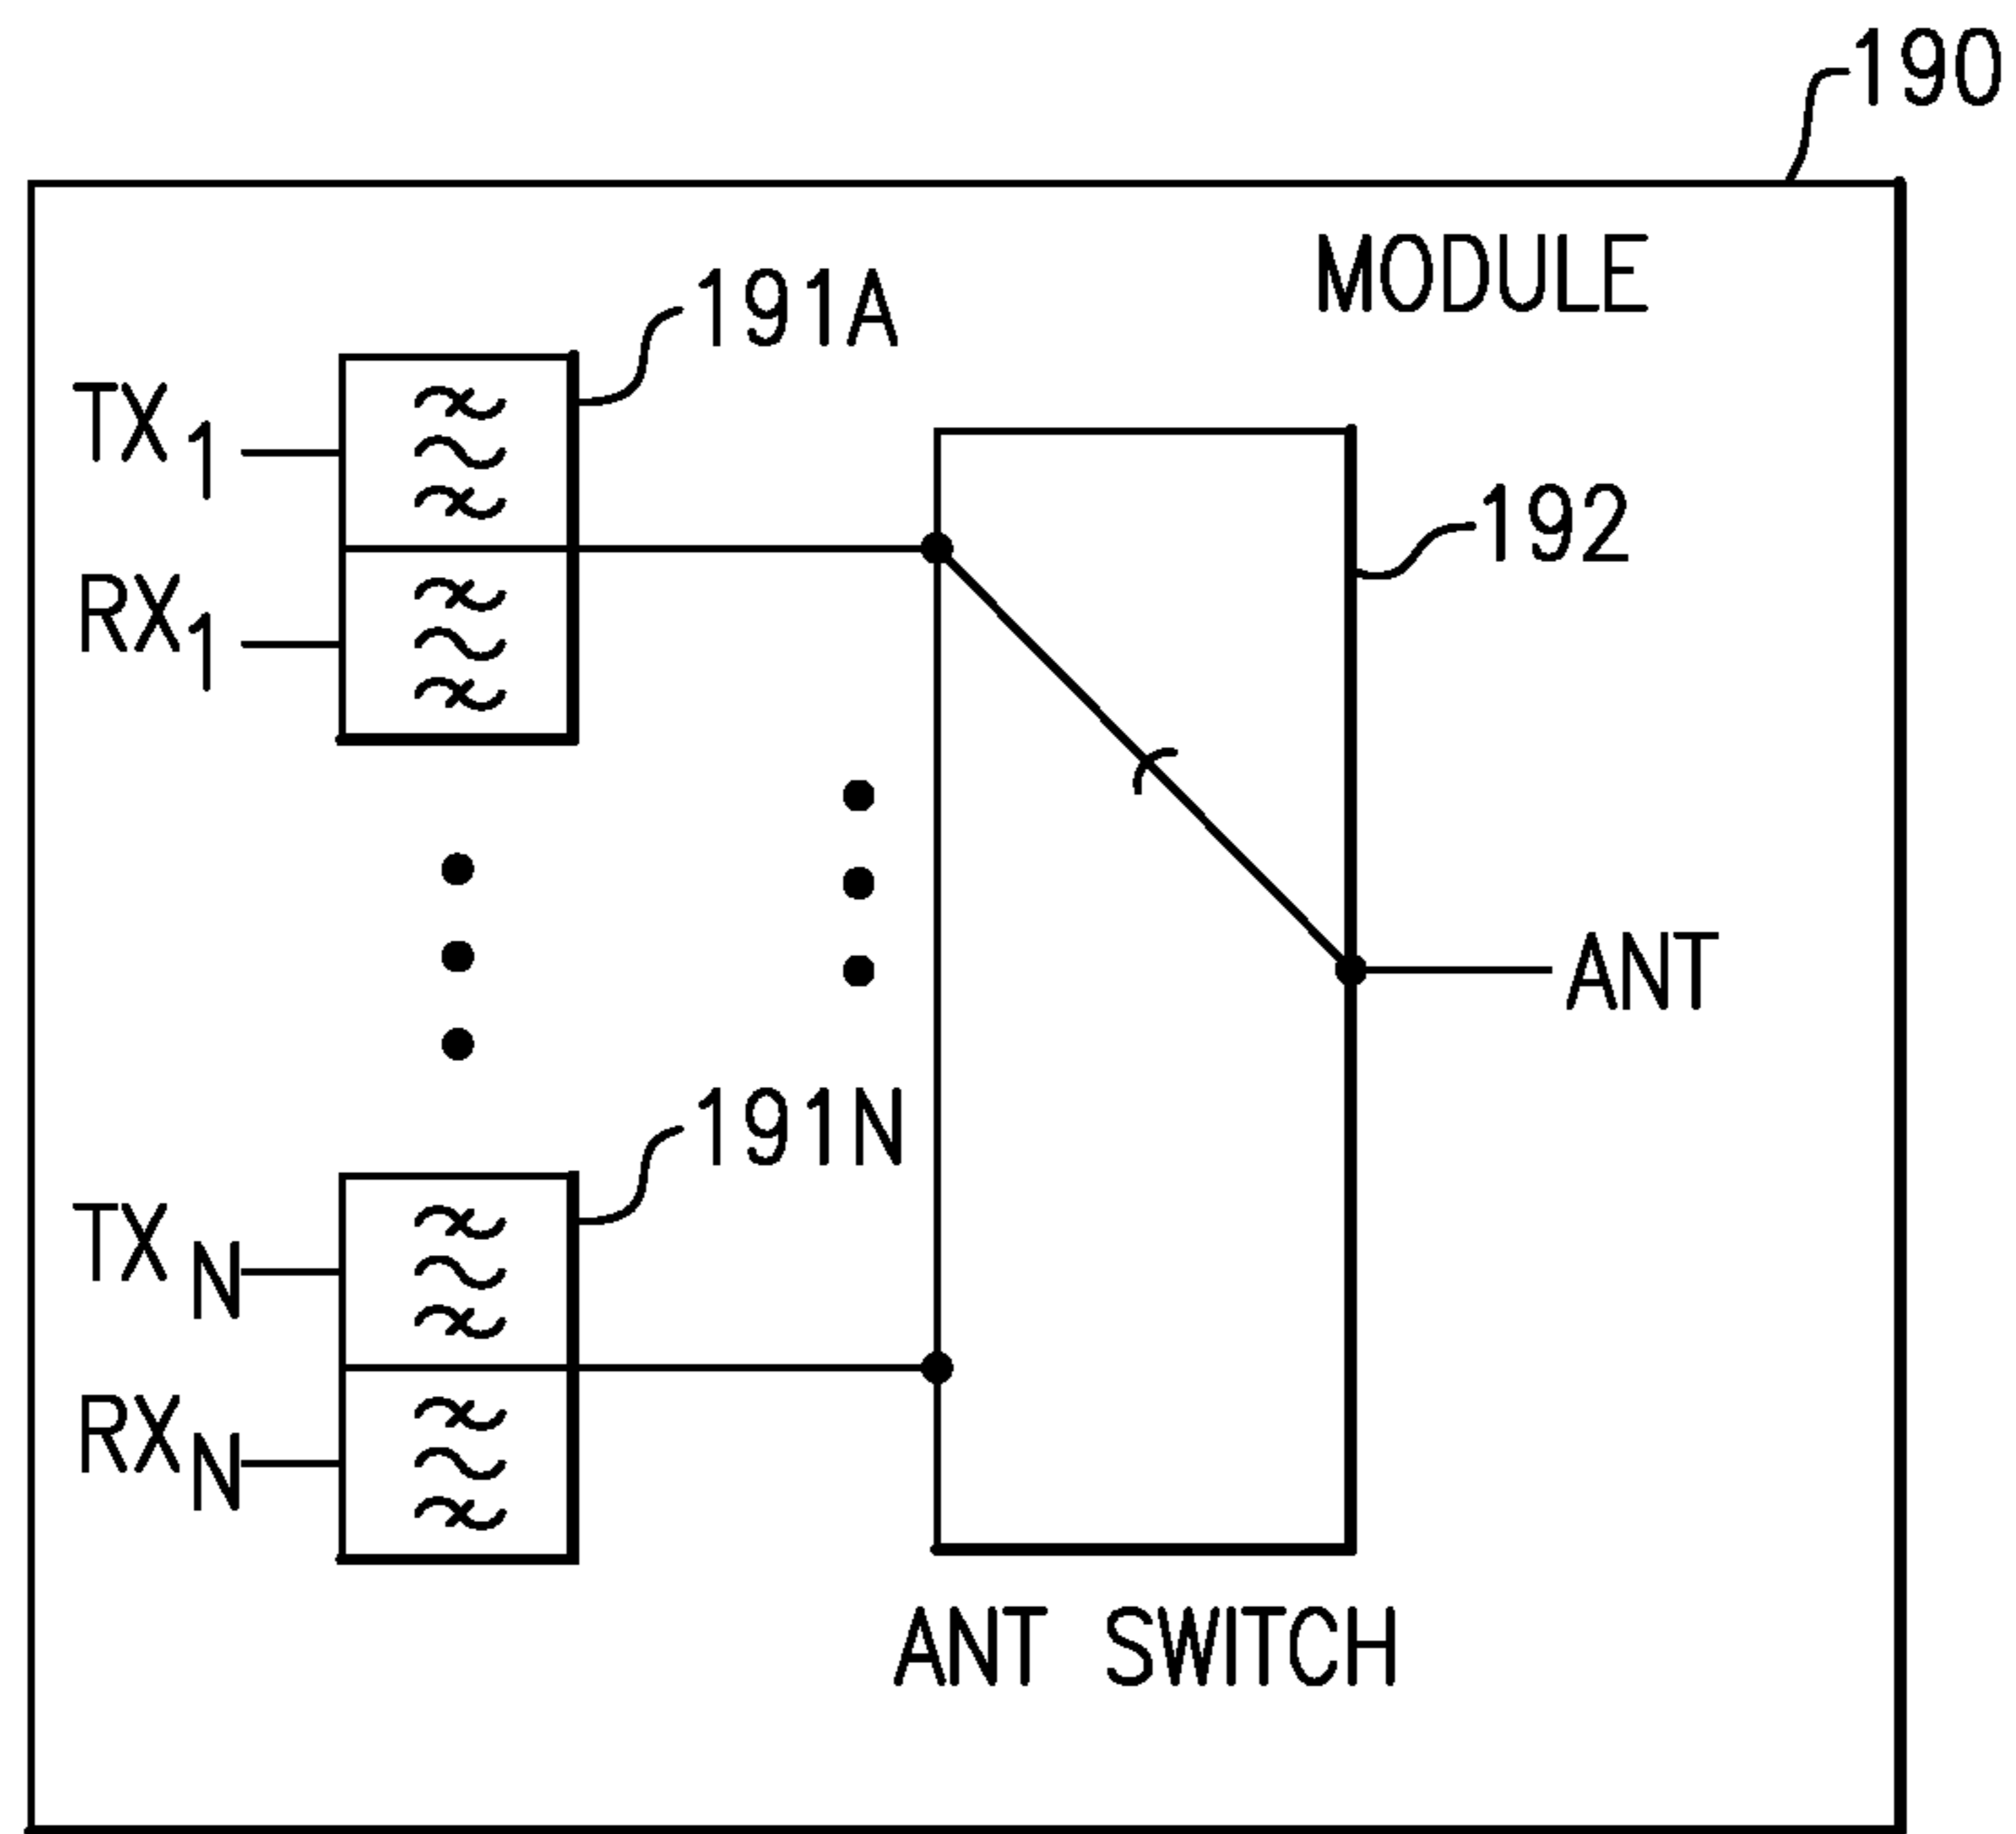 190
MODULE
191A
TX1
RX1
192
ANT
191N
TXN
RXN
ANT SWITCH